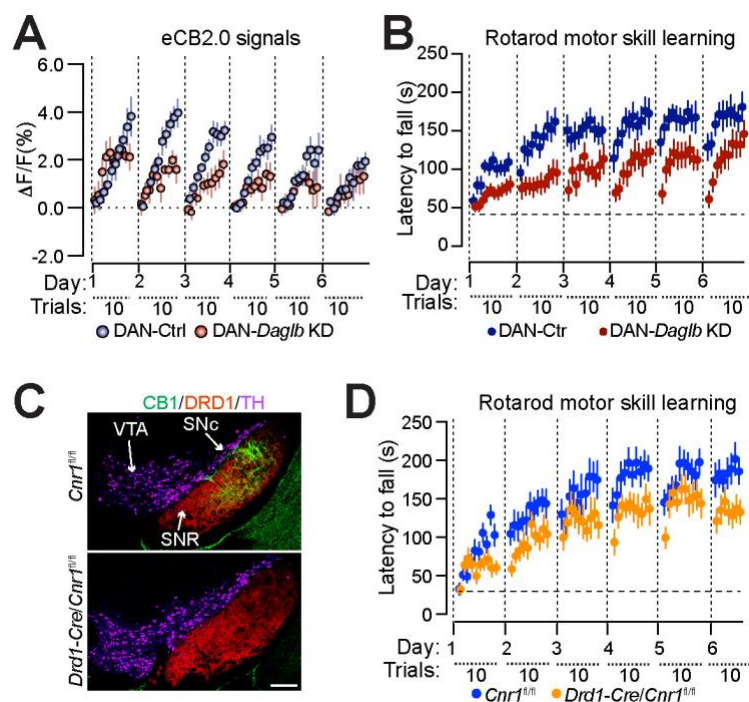 A
eCB2.0 signals
6.0
4.0
2.0
0.0
-2.0
ΔF/F(%)
Day: 1 2 3 4 5 6
Trials: 10 10 10 10 10 10
DAN-Ctrl DAN-Daglb KD
B
Rotarod motor skill learning
250
200
150
100
50
0
Latency to fall (s)
Day: 1 2 3 4 5 6
Trials: 10 10 10 10 10 10
DAN-Ctr DAN-Daglb KD
C
CB1/DRD1/TH
VTA
SNc
SNR
Cnr1fl/fl
Drd1-Cre/Cnr1fl/fl
D
Rotarod motor skill learning
250
200
150
100
50
0
Latency to fall (s)
Day: 1 2 3 4 5 6
Trials: 10 10 10 10 10 10
Cnr1fl/fl Drd1-Cre/Cnr1fl/fl